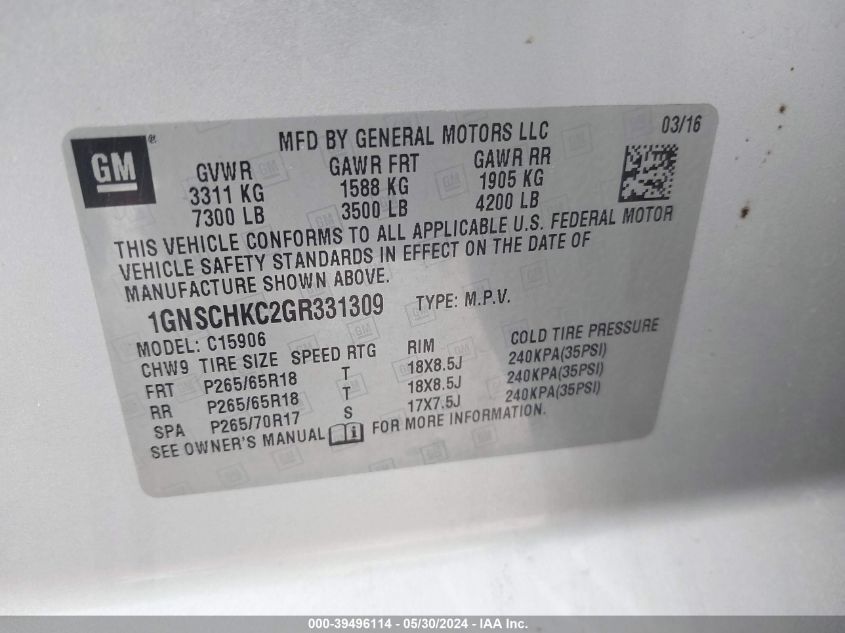 GM®
MFD BY GENERAL MOTORS LLC 03/16
GVWR GAWR FRT GAWR RR
3311 KG 1588 KG 1905 KG
7300 LB 3500 LB 4200 LB
THIS VEHICLE CONFORMS TO ALL APPLICABLE U.S. FEDERAL MOTOR
VEHICLE SAFETY STANDARDS IN EFFECT ON THE DATE OF
MANUFACTURE SHOWN ABOVE.
1GNSCHKC2GR331309 TYPE: M.P.V.
MODEL: C15906
CHW9 TIRE SIZE SPEED RTG RIM COLD TIRE PRESSURE
FRT P265/65R18 T 18X8.5J 240KPA(35PSI)
RR P265/65R18 T 18X8.5J 240KPA(35PSI)
SPA P265/70R17 S 17X7.5J 240KPA(35PSI)
SEE OWNER'S MANUAL FOR MORE INFORMATION.
000-39496114 - 05/30/2024 - IAA Inc.